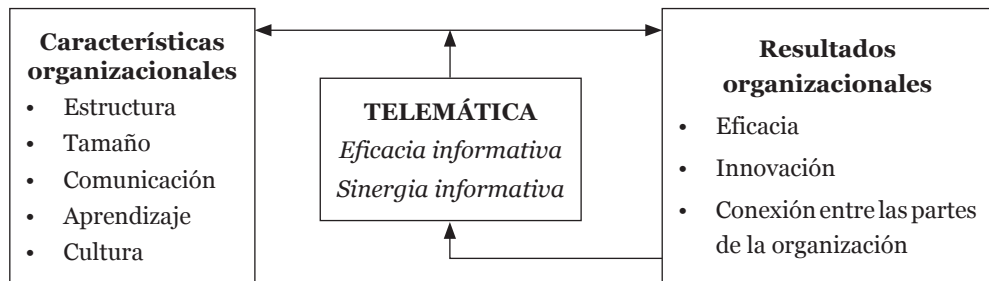 Características
organizacionales
• Estructura
• Tamaño
• Comunicación
• Aprendizaje
• Cultura
TELEMÁTICA
Eficacia informativa
Sinergia informativa
Resultados
organizacionales
• Eficacia
• Innovación
• Conexión entre las partes
de la organización